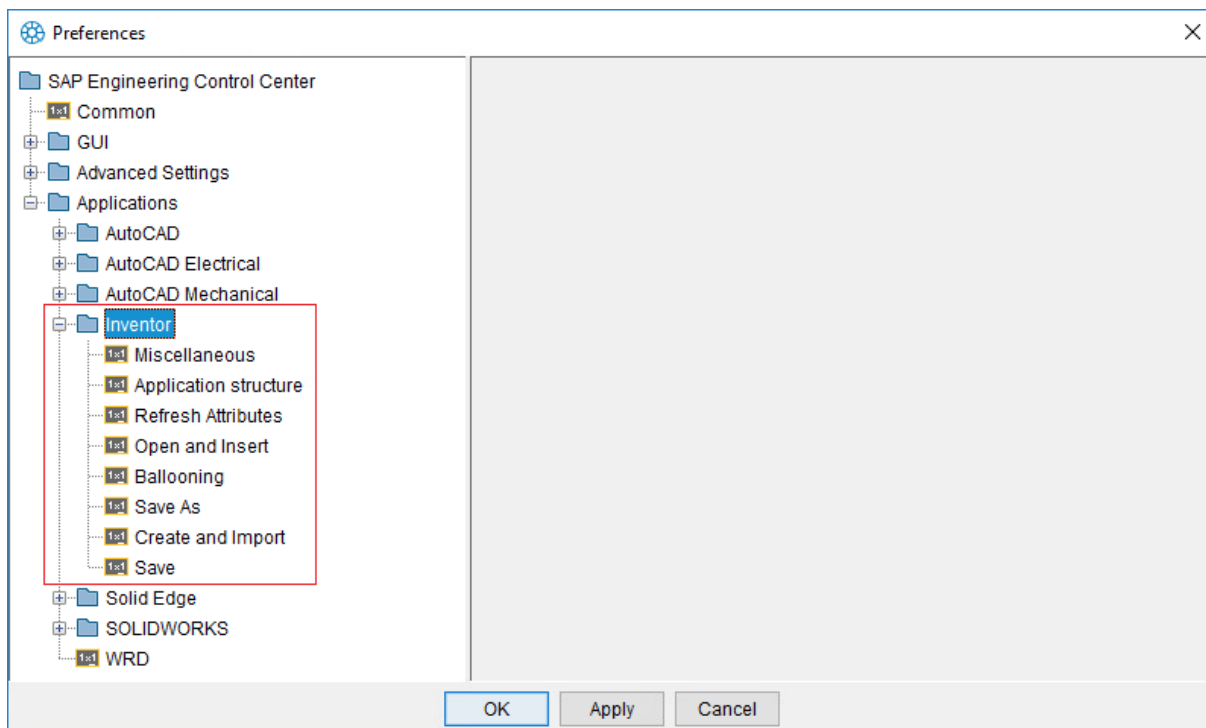 Preferences
SAP Engineering Control Center
Common
GUI
Advanced Settings
Applications
AutoCAD
AutoCAD Electrical
AutoCAD Mechanical
Inventor
Miscellaneous
Application structure
Refresh Attributes
Open and Insert
Ballooning
Save As
Create and Import
Save
Solid Edge
SOLIDWORKS
WRD
OK Apply Cancel